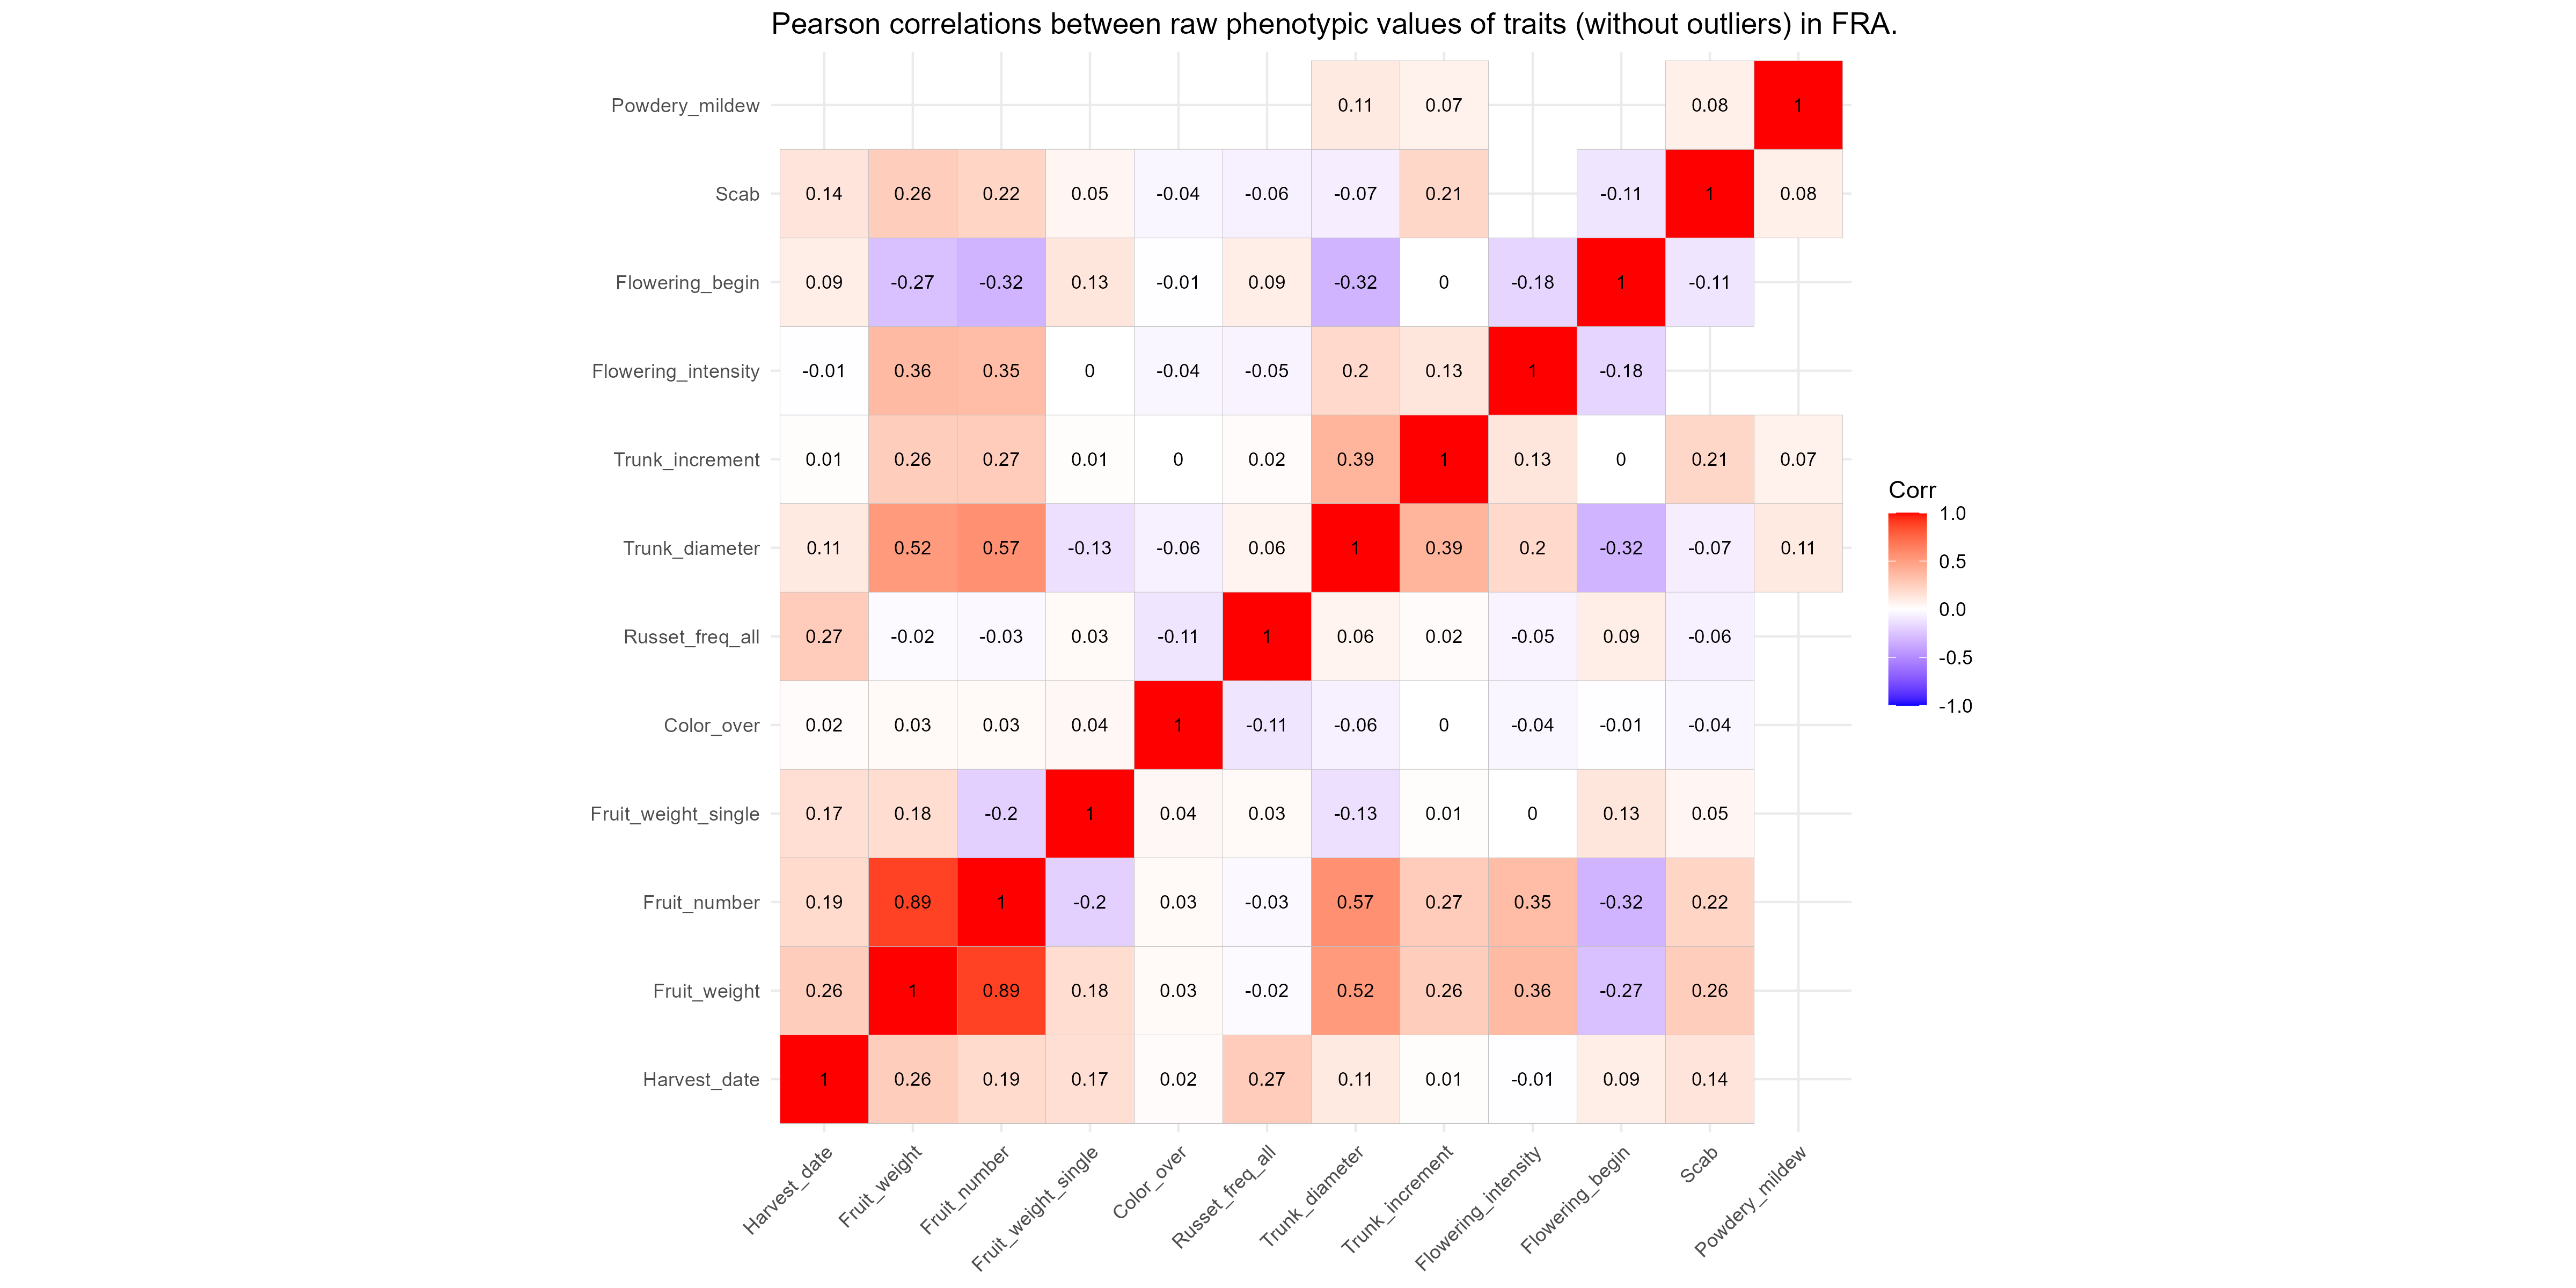 Pearson correlations between raw phenotypic values of traits (without outliers) in FRA.
Powdery_mildew 0.11 0.07 0.08 1
Scab 0.14 0.26 0.22 0.05 -0.04 -0.06 -0.07 0.21 -0.11 1 0.08
Flowering_begin 0.09 -0.27 -0.32 0.13 -0.01 0.09 -0.32 0 -0.18 1 -0.11
Flowering_intensity -0.01 0.36 0.35 0 -0.04 -0.05 0.2 0.13 1 -0.18
Trunk_increment 0.01 0.26 0.27 0.01 0 0.02 0.39 1 0.13 0 0.21 0.07
Trunk_diameter 0.11 0.52 0.57 -0.13 -0.06 0.06 1 0.39 0.2 -0.32 -0.07 0.11
Russet_freq_all 0.27 -0.02 -0.03 0.03 -0.11 1 0.06 0.02 -0.05 0.09 -0.06
Color_over 0.02 0.03 0.03 0.04 1 -0.11 -0.06 0 -0.04 -0.01 -0.04
Fruit_weight_single 0.17 0.18 -0.2 1 0.04 0.03 -0.13 0.01 0 0.13 0.05
Fruit_number 0.19 0.89 1 -0.2 0.03 -0.03 0.57 0.27 0.35 -0.32 0.22
Fruit_weight 0.26 1 0.89 0.18 0.03 -0.02 0.52 0.26 0.36 -0.27 0.26
Harvest_date 1 0.26 0.19 0.17 0.02 0.27 0.11 0.01 -0.01 0.09 0.14
Harvest_date Fruit_weight Fruit_number Fruit_weight_single Color_over Russet_freq_all Trunk_diameter Trunk_increment Flowering_intensity Flowering_begin Scab Powdery_mildew
Corr
1.0
0.5
0.0
-0.5
-1.0